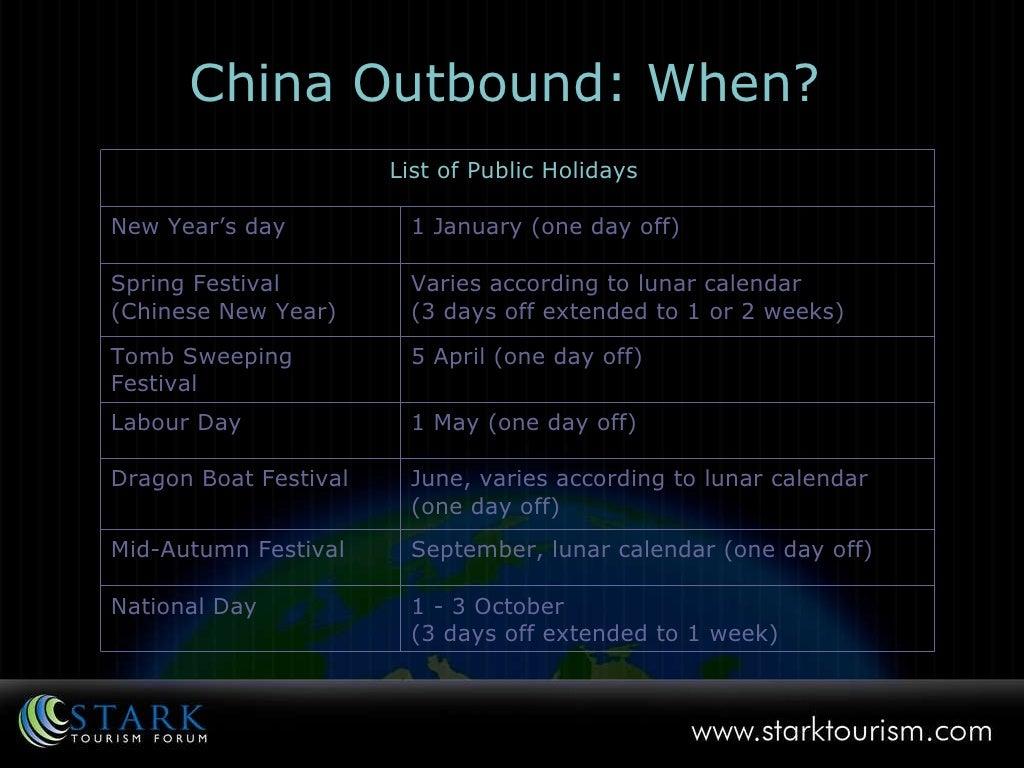 China Outbound: When?
List of Public Holidays
New Year’s day
1 January (one day off)
Spring Festival
(Chinese New Year)
Varies according to lunar calendar
(3 days off extended to 1 or 2 weeks)
Tomb Sweeping
Festival
5 April (one day off)
Labour Day
1 May (one day off)
Dragon Boat Festival
June, varies according to lunar calendar
(one day off)
Mid-Autumn Festival
September, lunar calendar (one day off)
National Day
1 - 3 October
(3 days off extended to 1 week)
STARK
TOURISM FORUM
www.starktourism.com